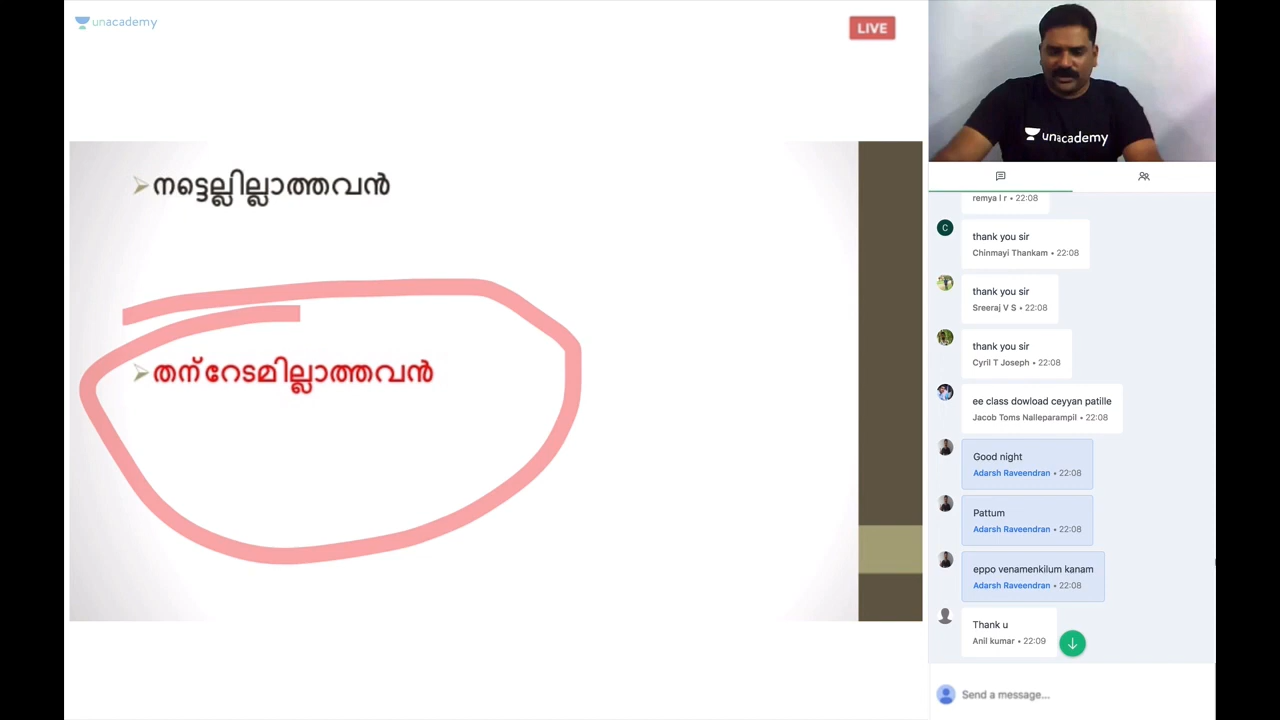 unacademy
LIVE
നട്ടെല്ലില്ലാത്തവൻ
തന്റേടമില്ലാത്തവൻ
unacademy
remya l r • 22:08
C
thank you sir
Chinmayi Thankam • 22:08
thank you sir
Sreeraj V S • 22:08
thank you sir
Cyril T Joseph • 22:08
ee class dowload ceyyan patille
Jacob Toms Nalleparampil • 22:08
Good night
Adarsh Raveendran • 22:08
Pattum
Adarsh Raveendran • 22:08
eppo venamenkilum kanam
Adarsh Raveendran • 22:08
Thank u
Anil kumar • 22:09
Send a message...